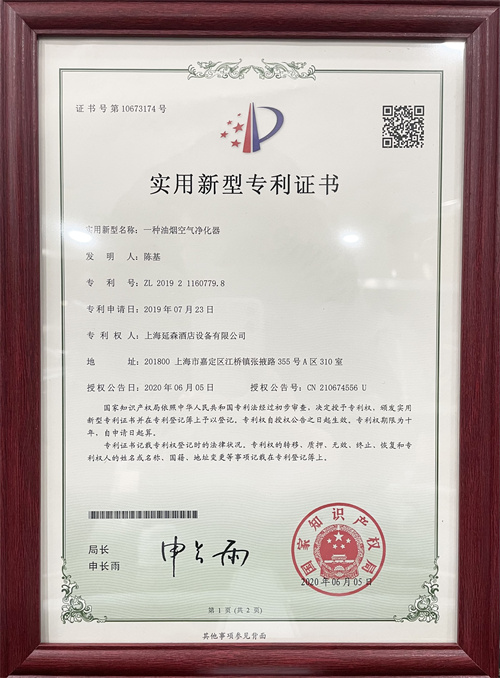 证书号第10673174号
实用新型专利证书
实用新型名称：一种油烟空气净化器
发明人：陈基
专利号：ZL 2019 2 1160779.8
专利申请日：2019年07月23日
专利权人：上海延森酒店设备有限公司
地址：201800 上海市嘉定区江桥镇张掖路355号A区310室
授权公告日：2020年06月05日 授权公告号：CN 210674556 U
国家知识产权局依照中华人民共和国专利法经过初步审查，决定授予专利权，颁发实用
新型专利证书并在专利登记簿上予以登记。专利权自授权公告之日起生效。专利权期限为十
年，自申请日起算。
专利证书记载专利权登记时的法律状况。专利权的转移、质押、无效、终止、恢复和专利
权人的姓名或名称、国籍、地址变更等事项记载在专利登记簿上。
局长
申长雨
申长雨
国家知识产权局
2020年06月05日
第1页（共2页）
其他事项参见背面